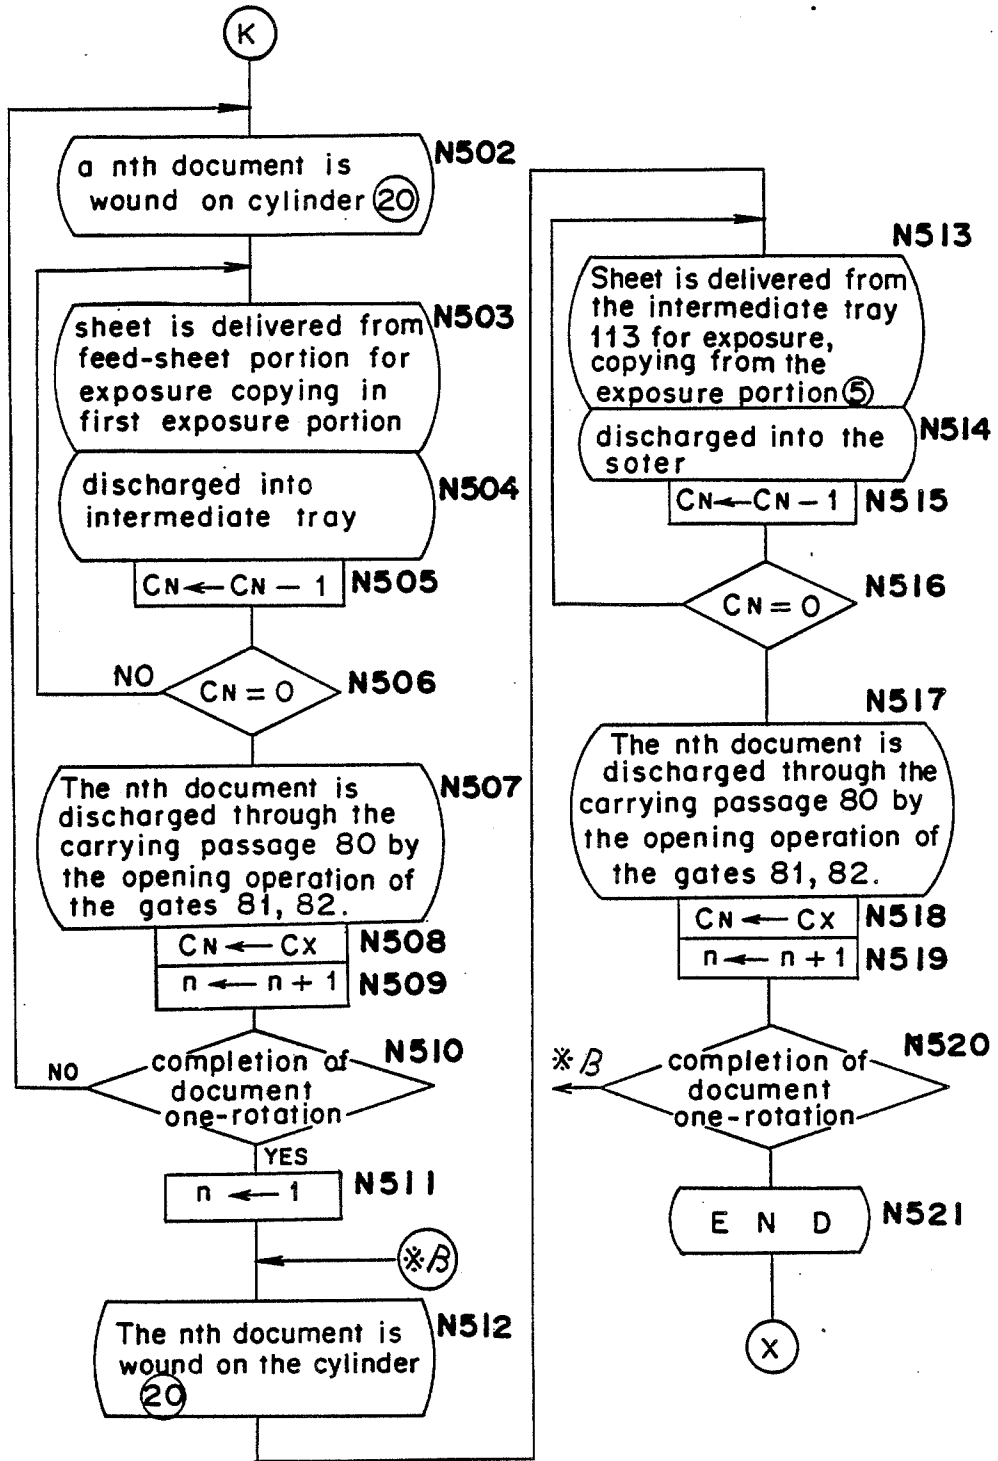 K
a nth document is
wound on cylinder 20
N502
sheet is delivered from
feed-sheet portion for
exposure copying in
first exposure portion
N503
discharged into
intermediate tray
N504
CN ← CN – 1
N505
NO
CN = 0
N506
The nth document is
discharged through the
carrying passage 80 by
the opening operation of
the gates 81, 82.
N507
CN ← CX
N508
n ← n + 1
N509
NO
completion of
document
one-rotation
N510
YES
n ← 1
N511
※β
The nth document is
wound on the cylinder
20
N512
N513
Sheet is delivered from
the intermediate tray
113 for exposure,
copying from the
exposure portion 5
discharged into the
soter
N514
CN ← CN – 1
N515
CN = 0
N516
N517
The nth document is
discharged through the
carrying passage 80 by
the opening operation of
the gates 81, 82.
CN ← CX
N518
n ← n + 1
N519
※β
completion of
document
one-rotation
N520
E N D
N521
X